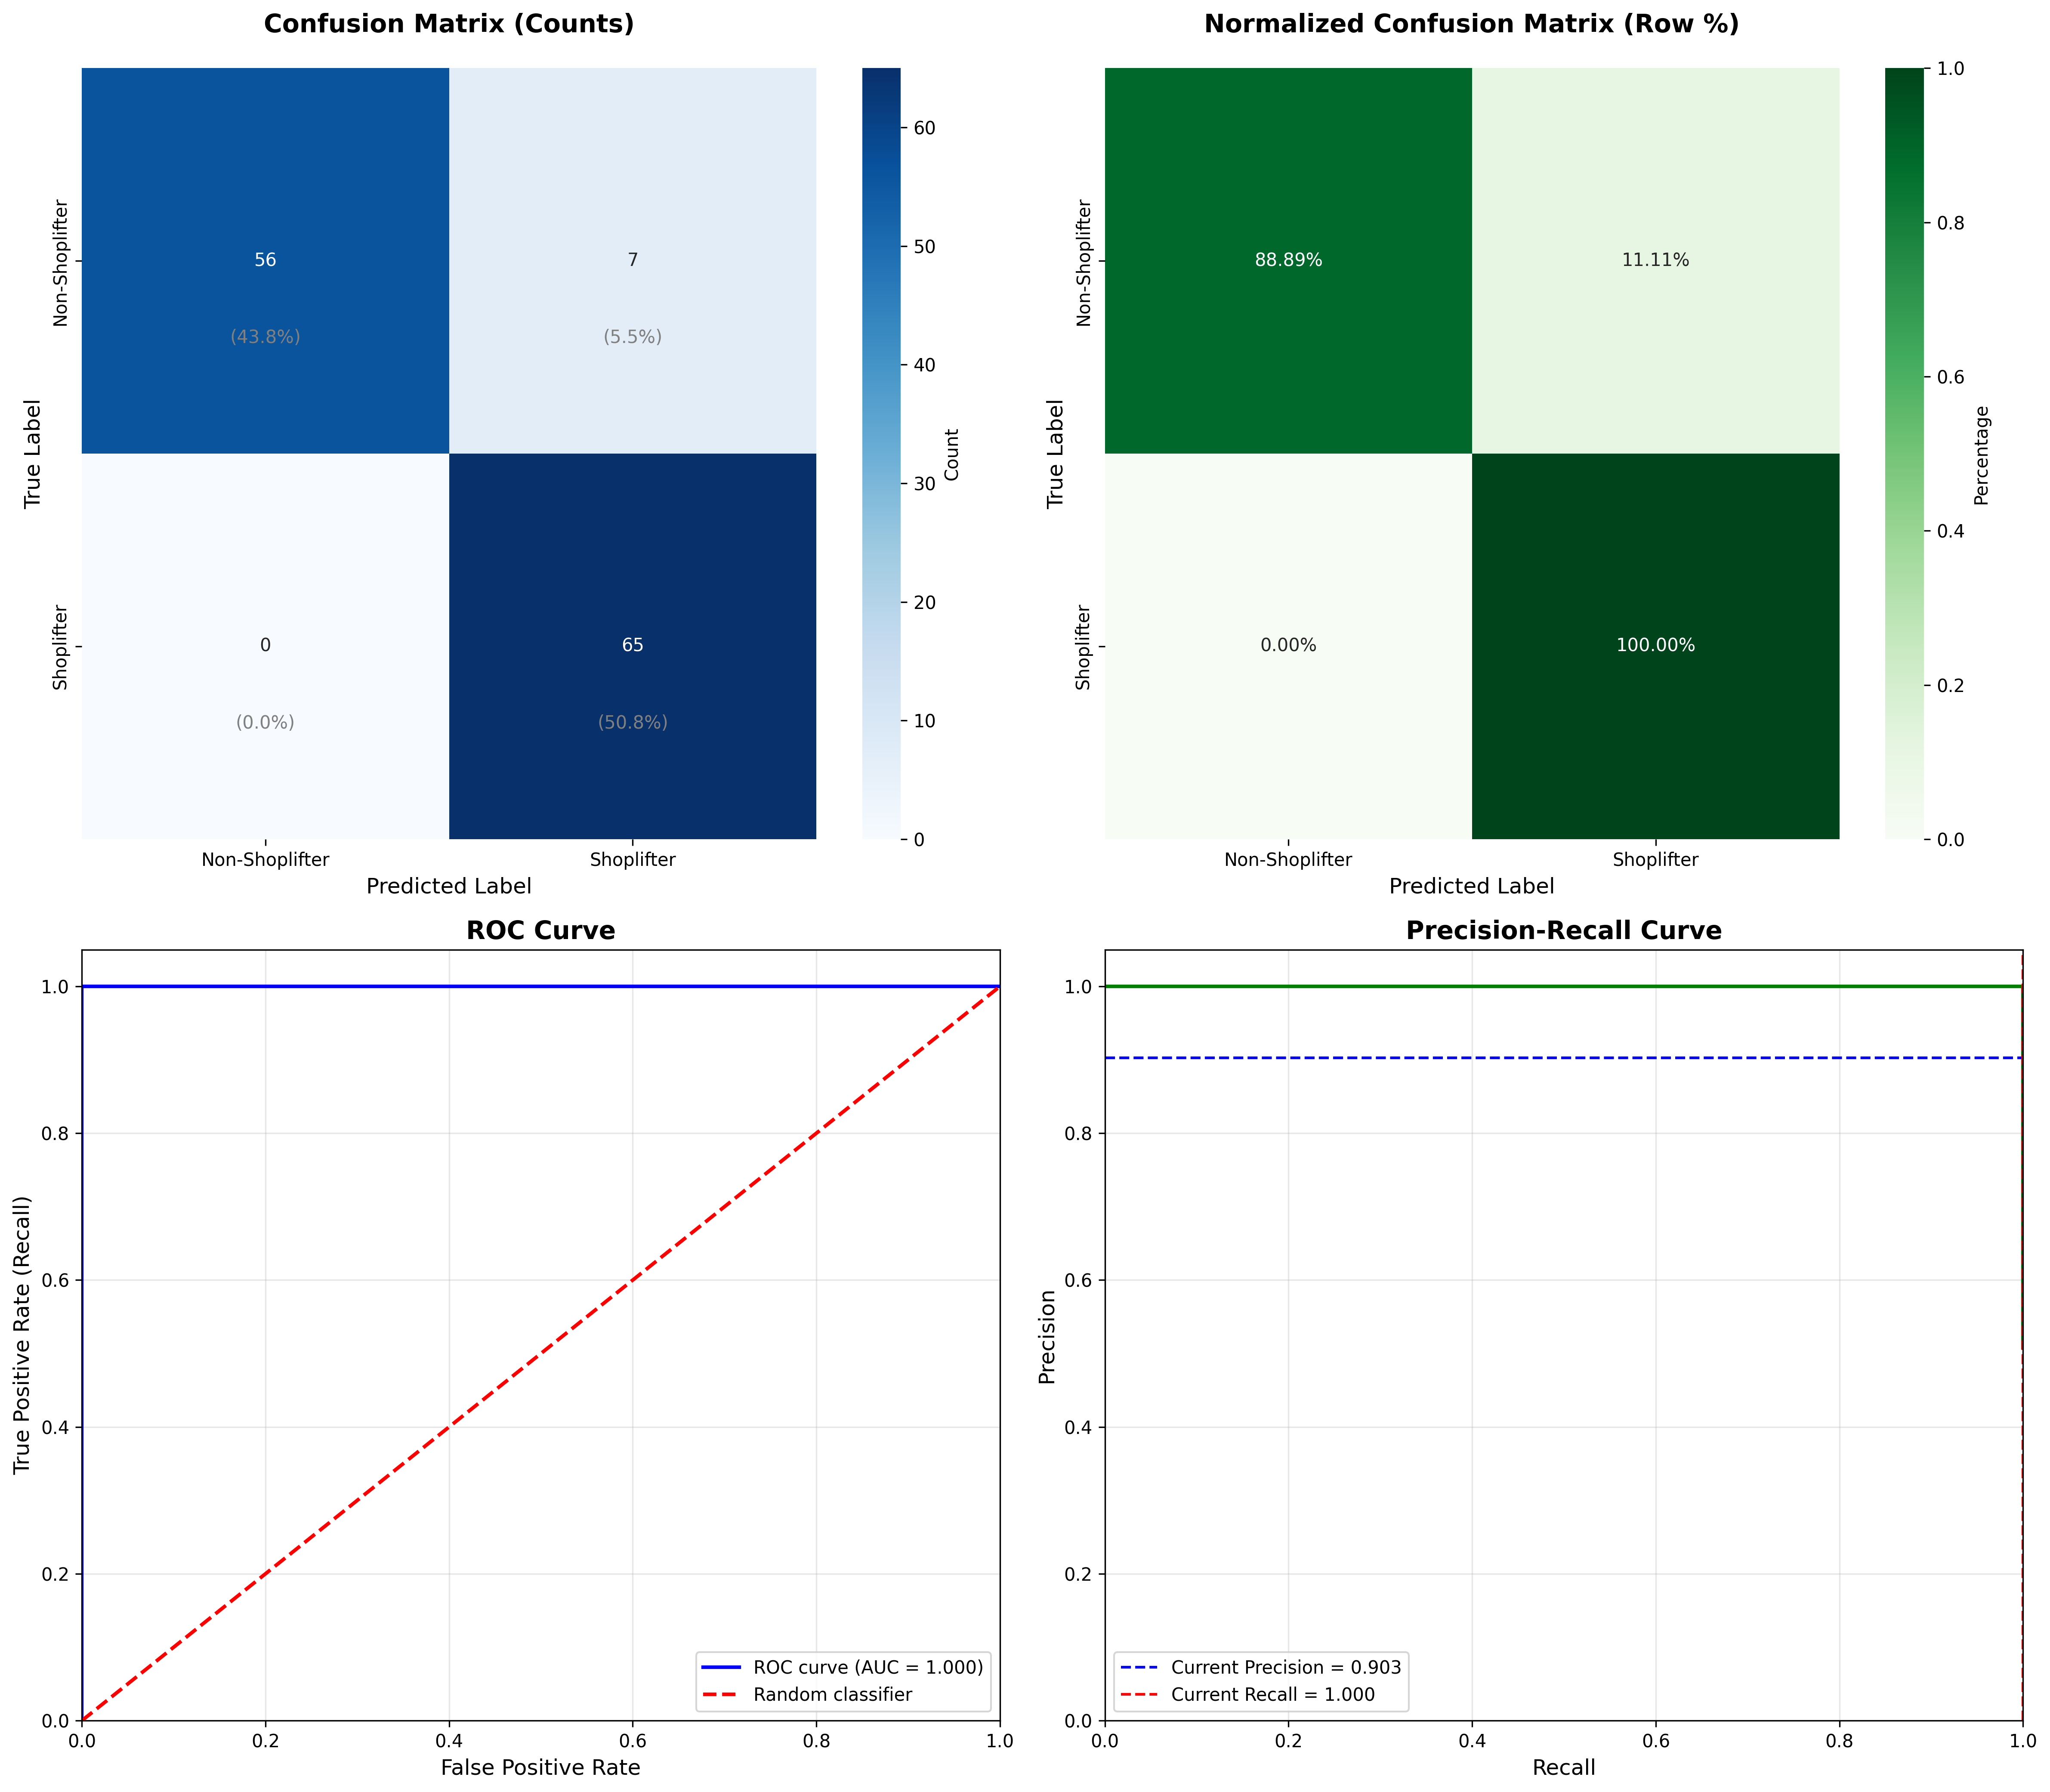 Confusion Matrix (Counts)
True Label
Non-Shoplifter
Shoplifter
56
(43.8%)
7
(5.5%)
0
(0.0%)
65
(50.8%)
Non-Shoplifter
Shoplifter
Predicted Label
60
50
40
30
20
10
0
Count
Normalized Confusion Matrix (Row %)
True Label
Non-Shoplifter
Shoplifter
88.89%
11.11%
0.00%
100.00%
Non-Shoplifter
Shoplifter
Predicted Label
1.0
0.8
0.6
0.4
0.2
0.0
Percentage
ROC Curve
True Positive Rate (Recall)
1.0
0.8
0.6
0.4
0.2
0.0
ROC curve (AUC = 1.000)
Random classifier
0.0 0.2 0.4 0.6 0.8 1.0
False Positive Rate
Precision-Recall Curve
Precision
1.0
0.8
0.6
0.4
0.2
0.0
Current Precision = 0.903
Current Recall = 1.000
0.0 0.2 0.4 0.6 0.8 1.0
Recall